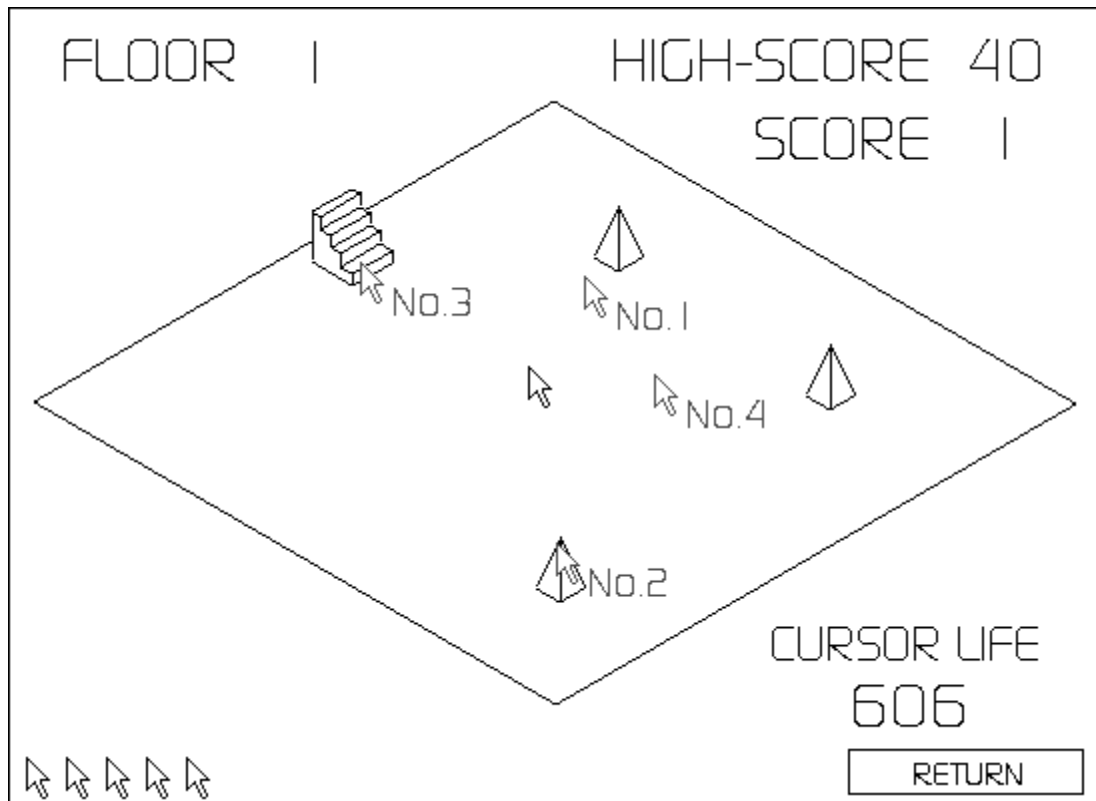 FLOOR 1
HIGH-SCORE 40
SCORE 1
No.3
No.1
No.4
No.2
CURSOR LIFE
606
RETURN